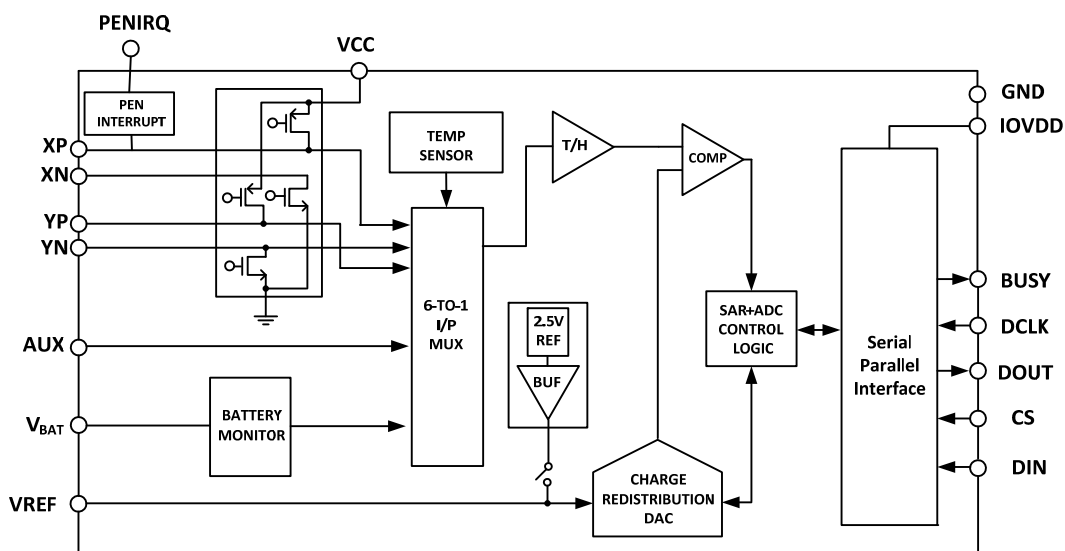 PENIRQ
VCC
PEN
INTERRUPT
GND
IOVDD
XP
XN
YP
YN
TEMP
SENSOR
T/H
COMP
6-TO-1
I/P
MUX
2.5V
REF
BUF
SAR+ADC
CONTROL
LOGIC
Serial
Parallel
Interface
BUSY
DCLK
DOUT
CS
DIN
AUX
BATTERY
MONITOR
VBAT
VREF
CHARGE
REDISTRIBUTION
DAC